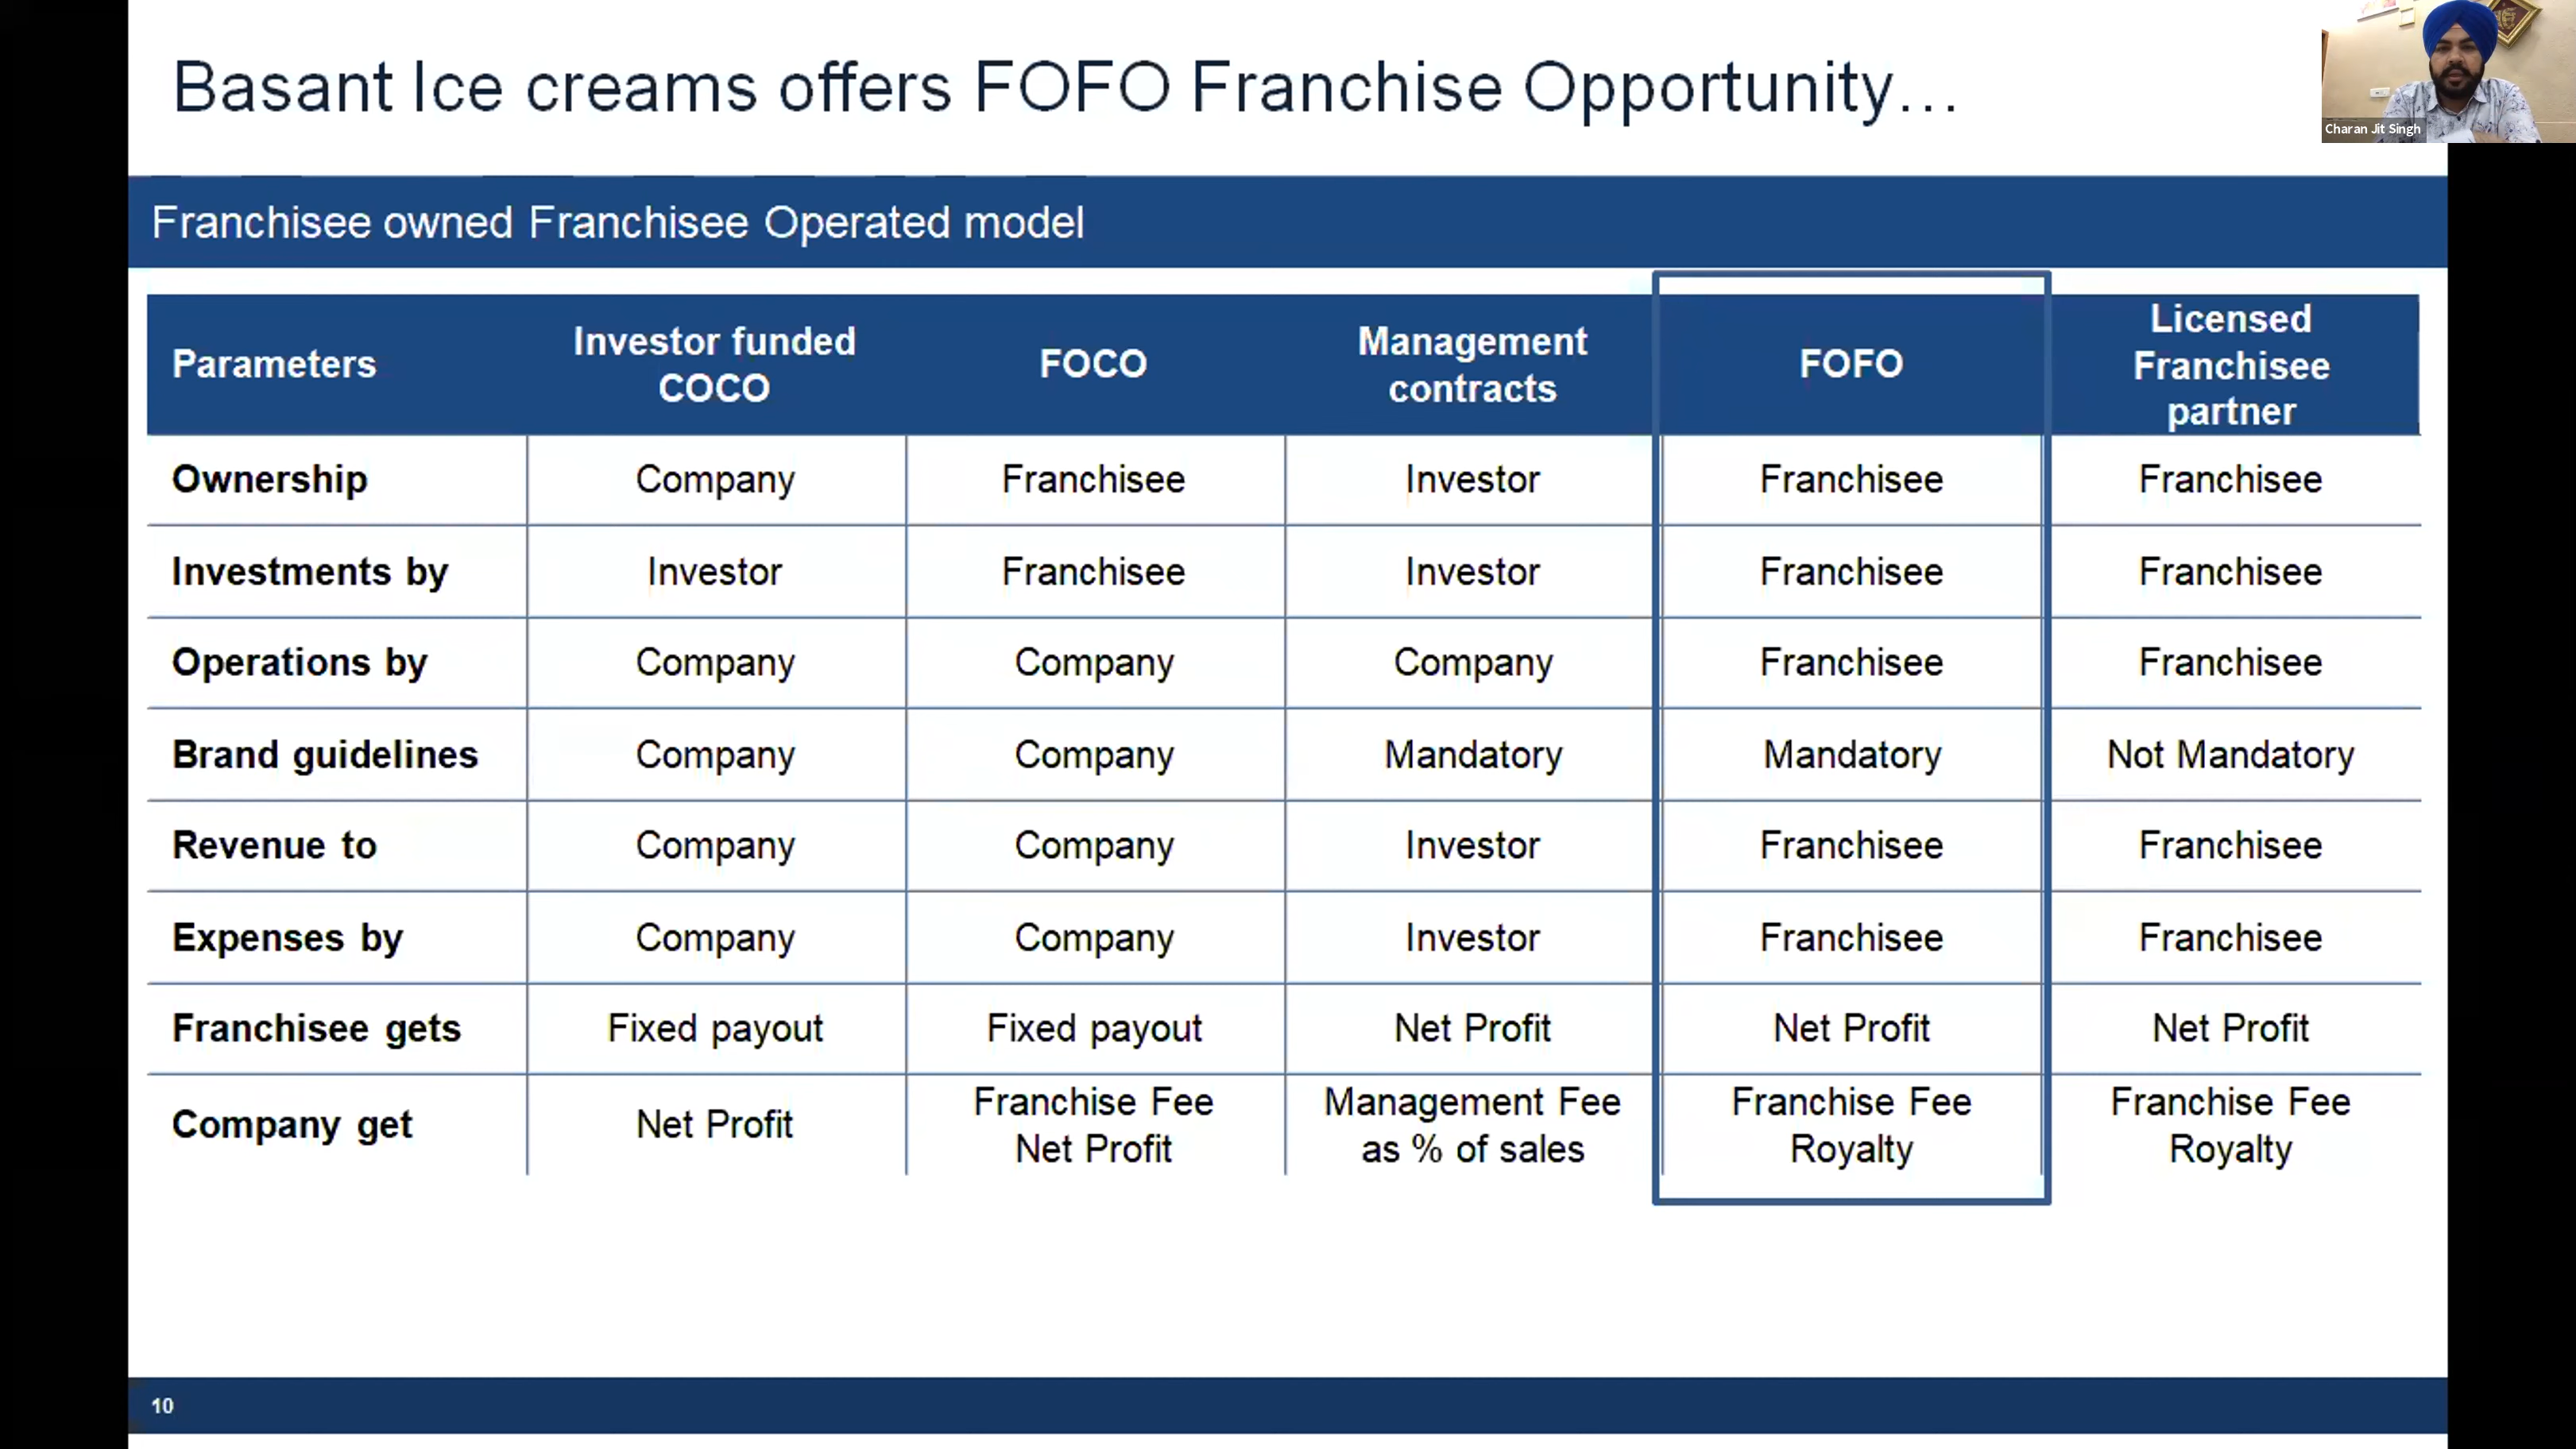 Basant Ice creams offers FOFO Franchise Opportunity...
Charan Jit Singh
Franchisee owned Franchisee Operated model
Parameters Investor funded COCO FOCO Management contracts FOFO Licensed Franchisee partner
Ownership Company Franchisee Investor Franchisee Franchisee
Investments by Investor Franchisee Investor Franchisee Franchisee
Operations by Company Company Company Franchisee Franchisee
Brand guidelines Company Company Mandatory Mandatory Not Mandatory
Revenue to Company Company Investor Franchisee Franchisee
Expenses by Company Company Investor Franchisee Franchisee
Franchisee gets Fixed payout Fixed payout Net Profit Net Profit Net Profit
Company get Net Profit Franchise Fee Net Profit Management Fee as % of sales Franchise Fee Royalty Franchise Fee Royalty
10